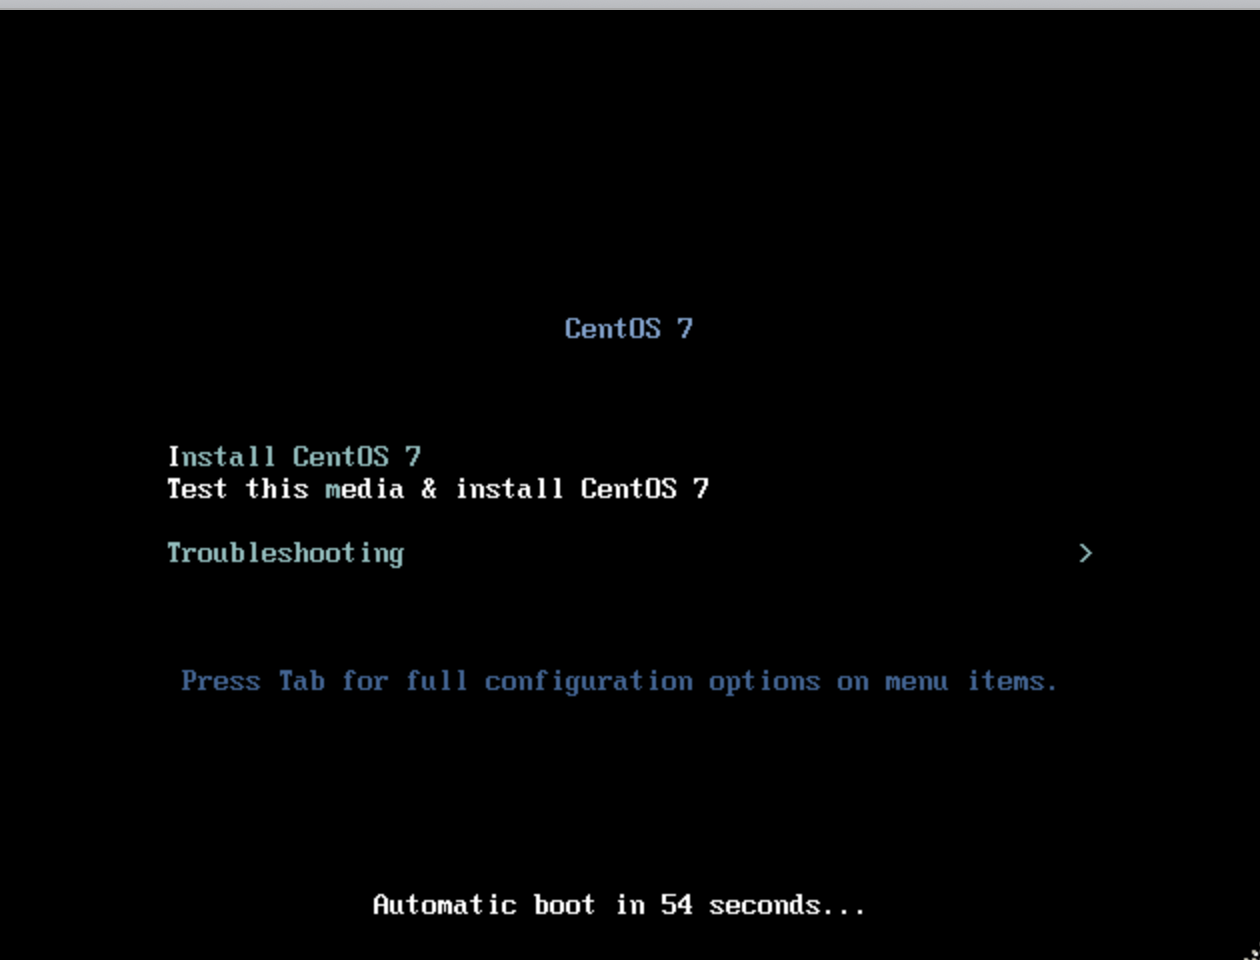 CentOS 7
Install CentOS 7
Test this media & install CentOS 7
Troubleshooting >
Press Tab for full configuration options on menu items.
Automatic boot in 54 seconds...